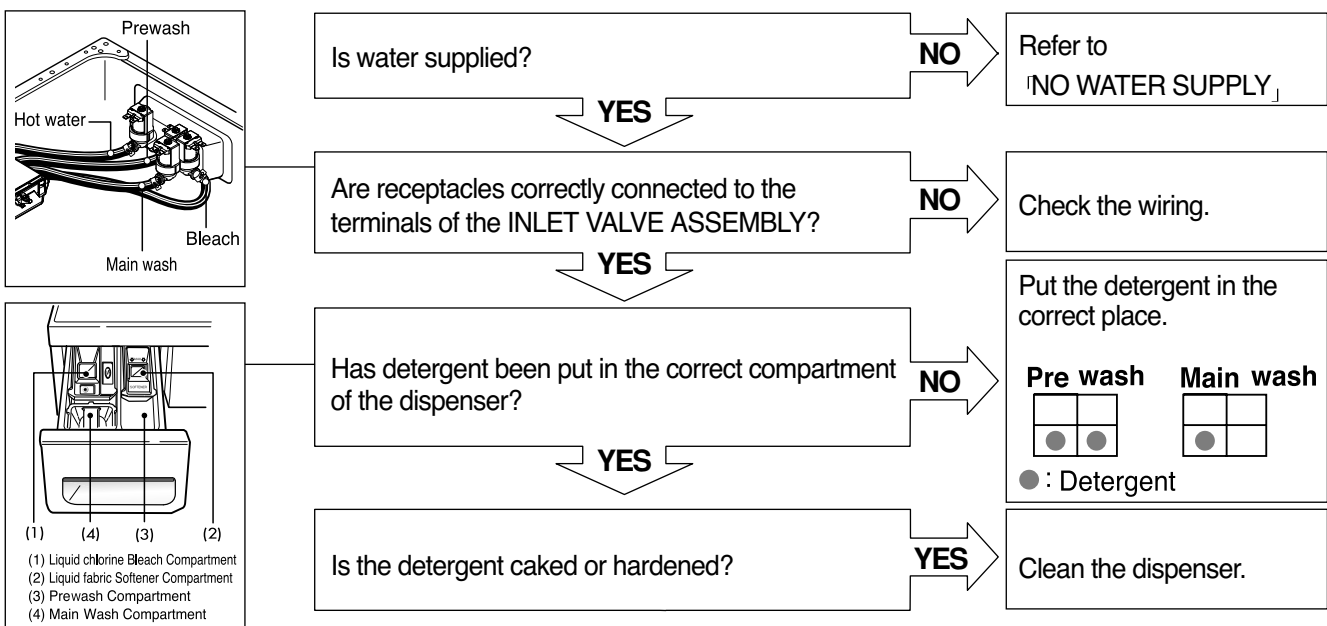 Prewash
Hot water
Bleach
Main wash
Is water supplied?
NO
Refer to
「NO WATER SUPPLY」
YES
Are receptacles correctly connected to the
terminals of the INLET VALVE ASSEMBLY?
NO
Check the wiring.
YES
SOFTENER
(1) (4) (3) (2)
(1) Liquid chlorine Bleach Compartment
(2) Liquid fabric Softener Compartment
(3) Prewash Compartment
(4) Main Wash Compartment
Has detergent been put in the correct compartment
of the dispenser?
NO
Put the detergent in the
correct place.
Pre wash Main wash
: Detergent
YES
Is the detergent caked or hardened?
YES
Clean the dispenser.